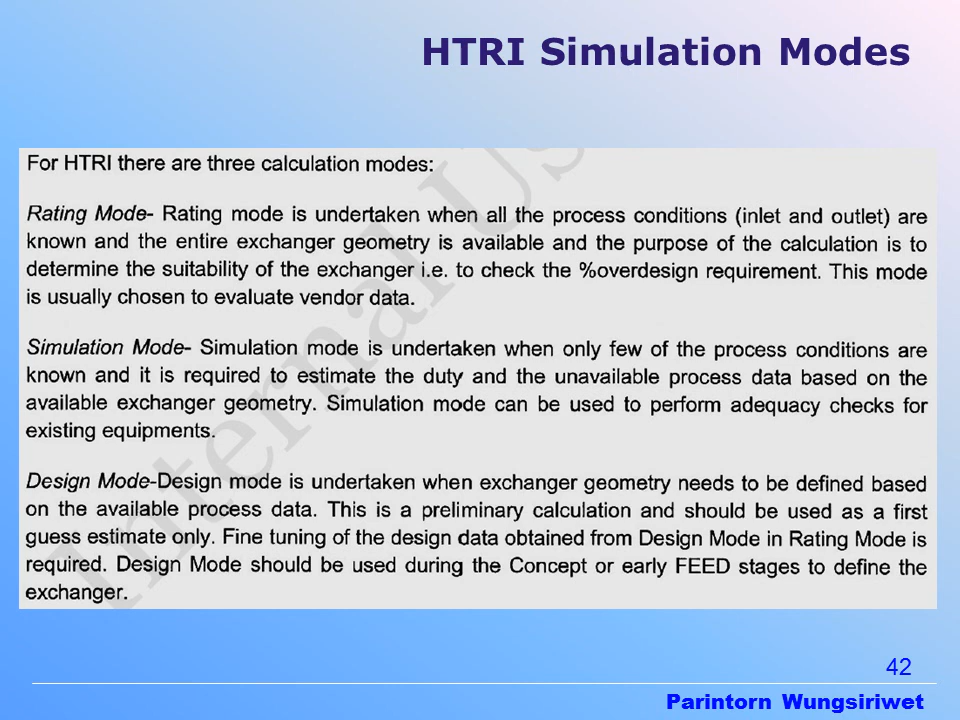 HTRI Simulation Modes
For HTRI there are three calculation modes:
Rating Mode- Rating mode is undertaken when all the process conditions (inlet and outlet) are
known and the entire exchanger geometry is available and the purpose of the calculation is to
determine the suitability of the exchanger i.e. to check the %overdesign requirement. This mode
is usually chosen to evaluate vendor data.
Simulation Mode- Simulation mode is undertaken when only few of the process conditions are
known and it is required to estimate the duty and the unavailable process data based on the
available exchanger geometry. Simulation mode can be used to perform adequacy checks for
existing equipments.
Design Mode-Design mode is undertaken when exchanger geometry needs to be defined based
on the available process data. This is a preliminary calculation and should be used as a first
guess estimate only. Fine tuning of the design data obtained from Design Mode in Rating Mode is
required. Design Mode should be used during the Concept or early FEED stages to define the
exchanger.
Internal Us
42
Parintorn Wungsiriwet